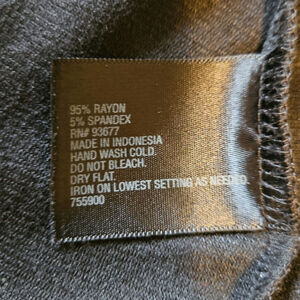 95% RAYON
5% SPANDEX
RN# 93677
MADE IN INDONESIA
HAND WASH COLD.
DO NOT BLEACH.
DRY FLAT.
IRON ON LOWEST SETTING AS NEEDED.
755900